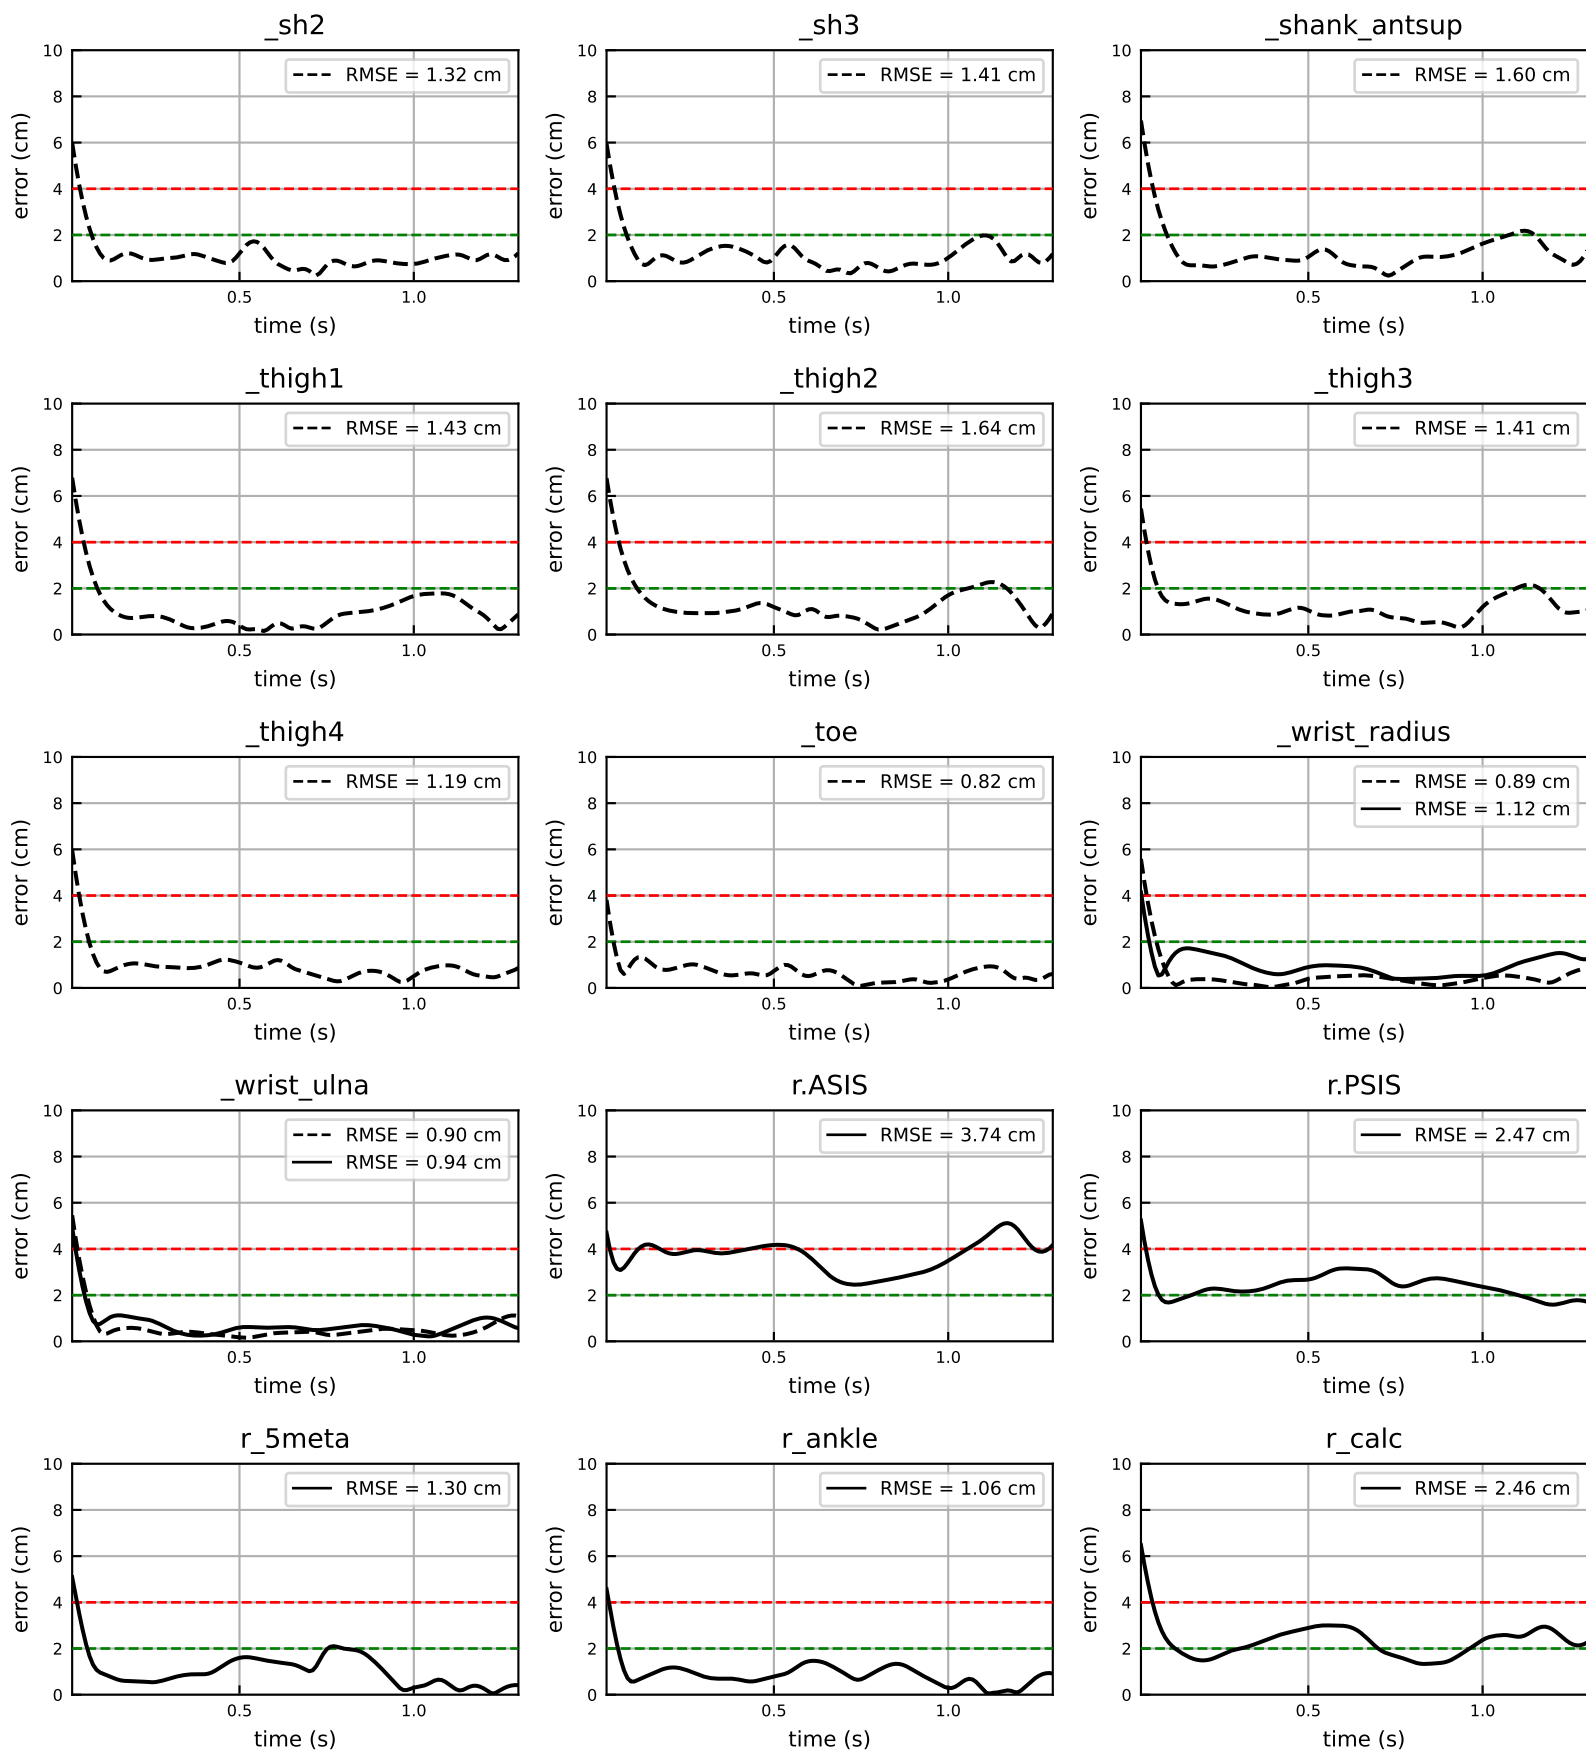 _sh2
RMSE = 1.32 cm
error (cm)
10
8
6
4
2
0
0.5
1.0
time (s)
_sh3
RMSE = 1.41 cm
error (cm)
10
8
6
4
2
0
0.5
1.0
time (s)
_shank_antsup
RMSE = 1.60 cm
error (cm)
10
8
6
4
2
0
0.5
1.0
time (s)
_thigh1
RMSE = 1.43 cm
error (cm)
10
8
6
4
2
0
0.5
1.0
time (s)
_thigh2
RMSE = 1.64 cm
error (cm)
10
8
6
4
2
0
0.5
1.0
time (s)
_thigh3
RMSE = 1.41 cm
error (cm)
10
8
6
4
2
0
0.5
1.0
time (s)
_thigh4
RMSE = 1.19 cm
error (cm)
10
8
6
4
2
0
0.5
1.0
time (s)
_toe
RMSE = 0.82 cm
error (cm)
10
8
6
4
2
0
0.5
1.0
time (s)
_wrist_radius
RMSE = 0.89 cm
RMSE = 1.12 cm
error (cm)
10
8
6
4
2
0
0.5
1.0
time (s)
_wrist_ulna
RMSE = 0.90 cm
RMSE = 0.94 cm
error (cm)
10
8
6
4
2
0
0.5
1.0
time (s)
r.ASIS
RMSE = 3.74 cm
error (cm)
10
8
6
4
2
0
0.5
1.0
time (s)
r.PSIS
RMSE = 2.47 cm
error (cm)
10
8
6
4
2
0
0.5
1.0
time (s)
r_5meta
RMSE = 1.30 cm
error (cm)
10
8
6
4
2
0
0.5
1.0
time (s)
r_ankle
RMSE = 1.06 cm
error (cm)
10
8
6
4
2
0
0.5
1.0
time (s)
r_calc
RMSE = 2.46 cm
error (cm)
10
8
6
4
2
0
0.5
1.0
time (s)